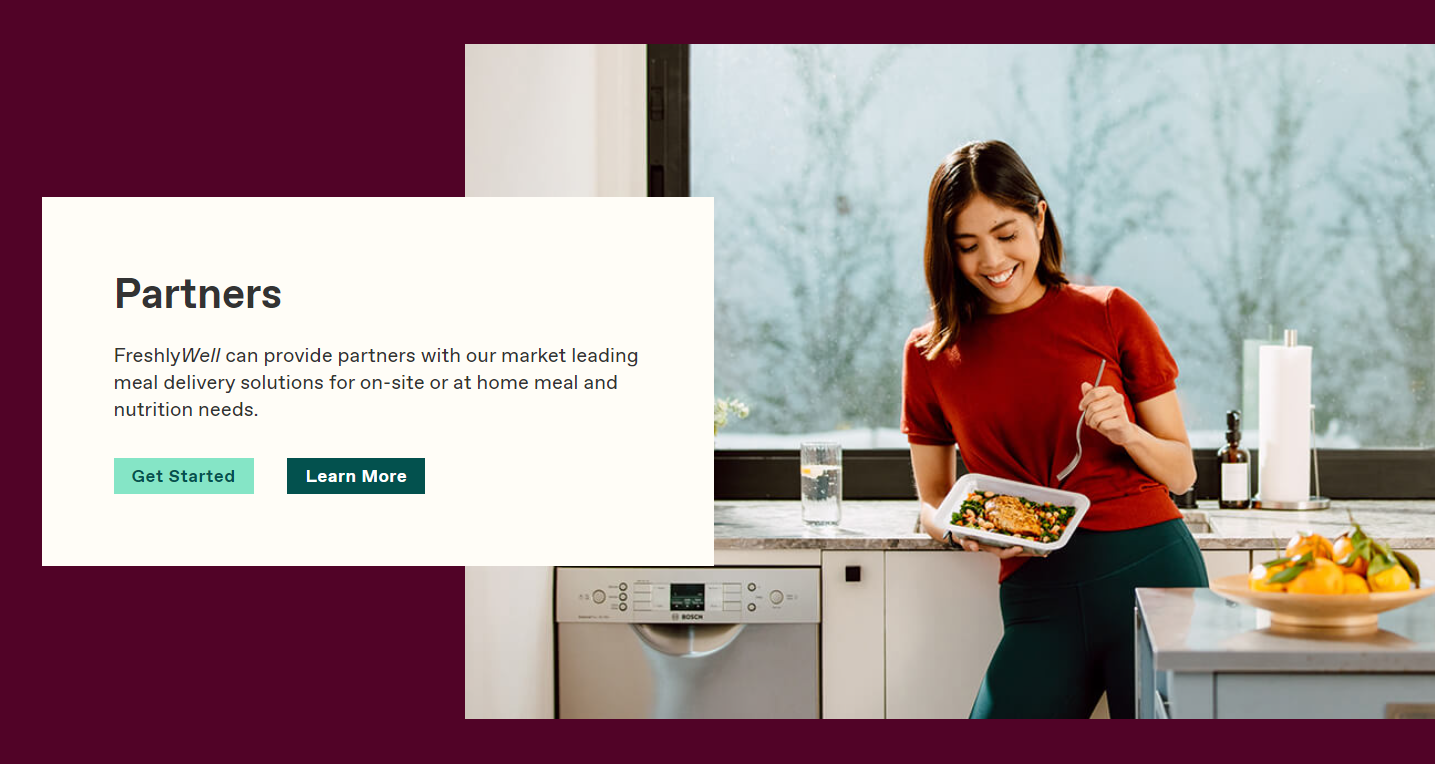 Partners
FreshlyWell can provide partners with our market leading
meal delivery solutions for on-site or at home meal and
nutrition needs.
Get Started
Learn More
BOSCH